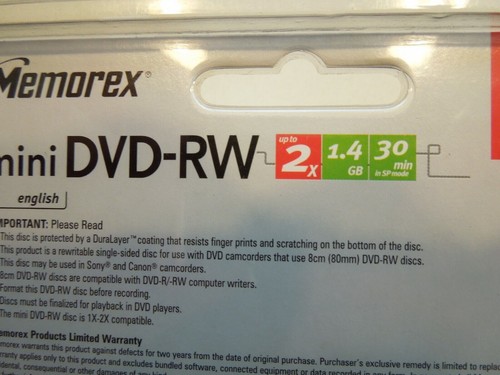 Memorex®
mini DVD-RW
up to 2X
1.4 GB
30 min in SP mode
english
IMPORTANT: Please Read
This disc is protected by a DuraLayer™ coating that resists finger prints and scratching on the bottom of the disc.
This product is a rewritable single-sided disc for use with DVD camcorders that use 8cm (80mm) DVD-RW discs.
This disc may be used in Sony® and Canon® camcorders.
8cm DVD-RW discs are compatible with DVD-R/-RW computer writers.
Format this DVD-RW disc before recording.
Discs must be finalized for playback in DVD players.
The mini DVD-RW disc is 1X-2X compatible.
Memorex Products Limited Warranty
Memorex warrants this product against defects for two years from the date of original purchase. Purchaser's exclusive remedy is limited to
warranty applies only to this product and excludes bundled software, connected equipment or data recorded
consequential or other damages of any kind